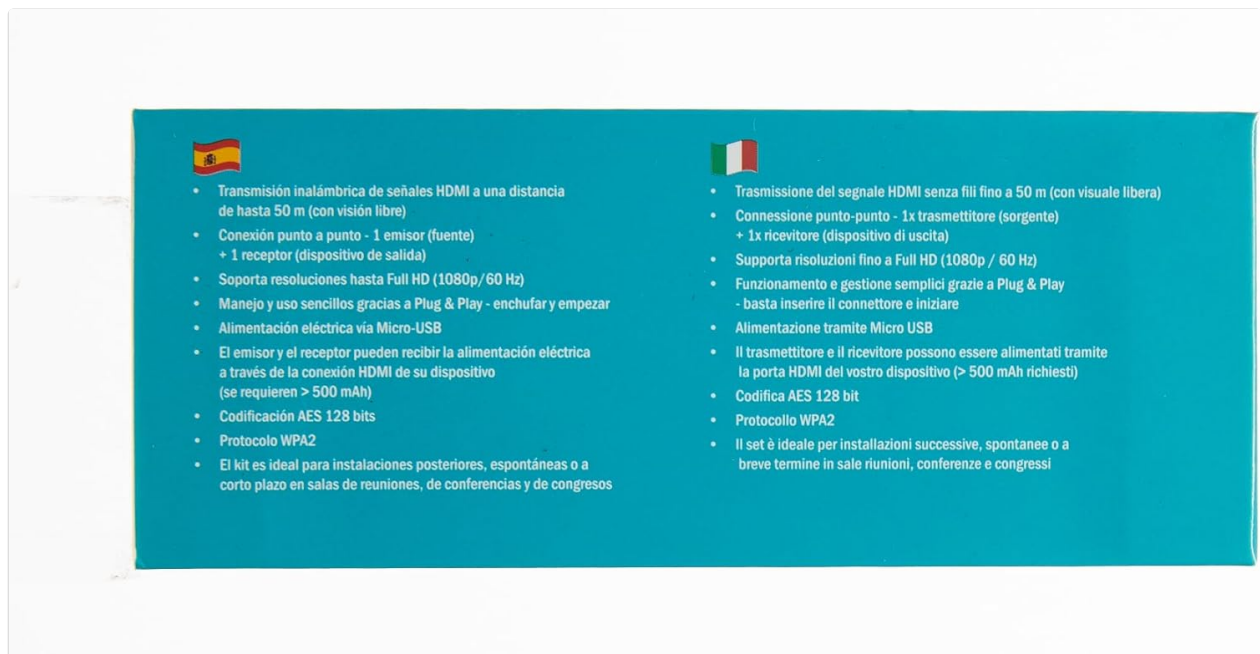 • Transmisión inalámbrica de señales HDMI a una distancia
de hasta 50 m (con visión libre)
• Conexión punto a punto - 1 emisor (fuente)
+ 1 receptor (dispositivo de salida)
• Soporta resoluciones hasta Full HD (1080p/60 Hz)
• Manejo y uso sencillos gracias a Plug & Play - enchufar y empezar
• Alimentación eléctrica vía Micro-USB
• El emisor y el receptor pueden recibir la alimentación eléctrica
a través de la conexión HDMI de su dispositivo
(se requieren > 500 mAh)
• Codificación AES 128 bits
• Protocolo WPA2
• El kit es ideal para instalaciones posteriores, espontáneas o a
corto plazo en salas de reuniones, de conferencias y de congresos
• Trasmissione del segnale HDMI senza fili fino a 50 m (con visuale libera)
• Connessione punto-punto - 1x trasmettitore (sorgente)
+ 1x ricevitore (dispositivo di uscita)
• Supporta risoluzioni fino a Full HD (1080p / 60 Hz)
• Funzionamento e gestione semplici grazie a Plug & Play
- basta inserire il connettore e iniziare
• Alimentazione tramite Micro USB
• Il trasmettitore e il ricevitore possono essere alimentati tramite
la porta HDMI del vostro dispositivo (> 500 mAh richiesti)
• Codifica AES 128 bit
• Protocollo WPA2
• Il set è ideale per installazioni successive, spontanee o a
breve termine in sale riunioni, conferenze e congressi